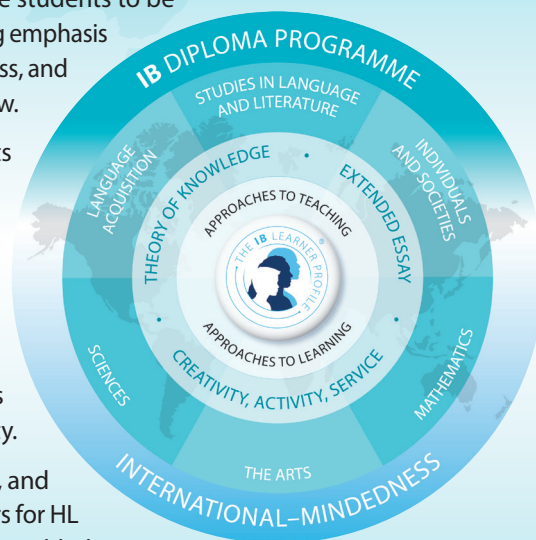 e students to be
g emphasis
ss, and
w.
ts
s
y.
, and
s for HL
IB DIPLOMA PROGRAMME
STUDIES IN LANGUAGE
AND LITERATURE
LANGUAGE
ACQUISITION
INDIVIDUALS
AND SOCIETIES
THEORY OF KNOWLEDGE
EXTENDED ESSAY
APPROACHES TO TEACHING
THE IB LEARNER PROFILE ®
APPROACHES TO LEARNING
CREATIVITY, ACTIVITY, SERVICE
SCIENCES
MATHEMATICS
THE ARTS
INTERNATIONAL–MINDEDNESS